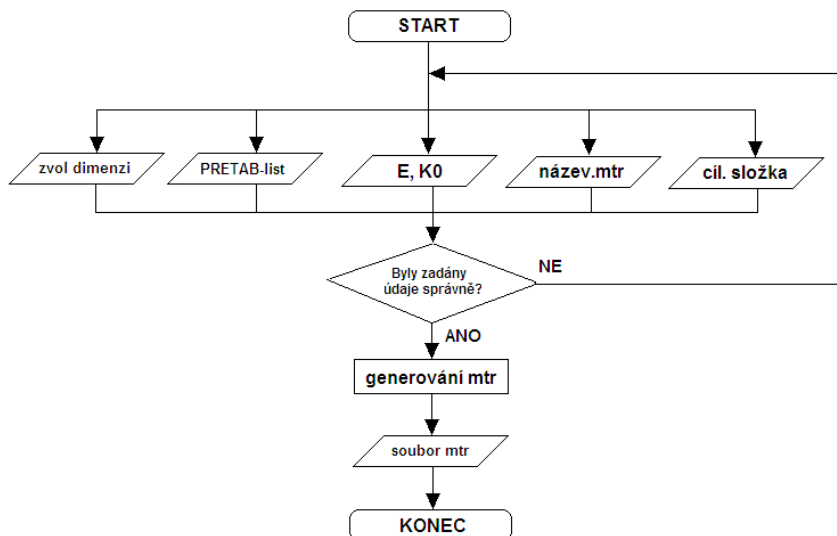 START
zvol dimenzi
PRETAB-list
E, K0
název.mtr
cíl. složka
Byly zadány
údaje správně?
NE
ANO
generování mtr
soubor mtr
KONEC